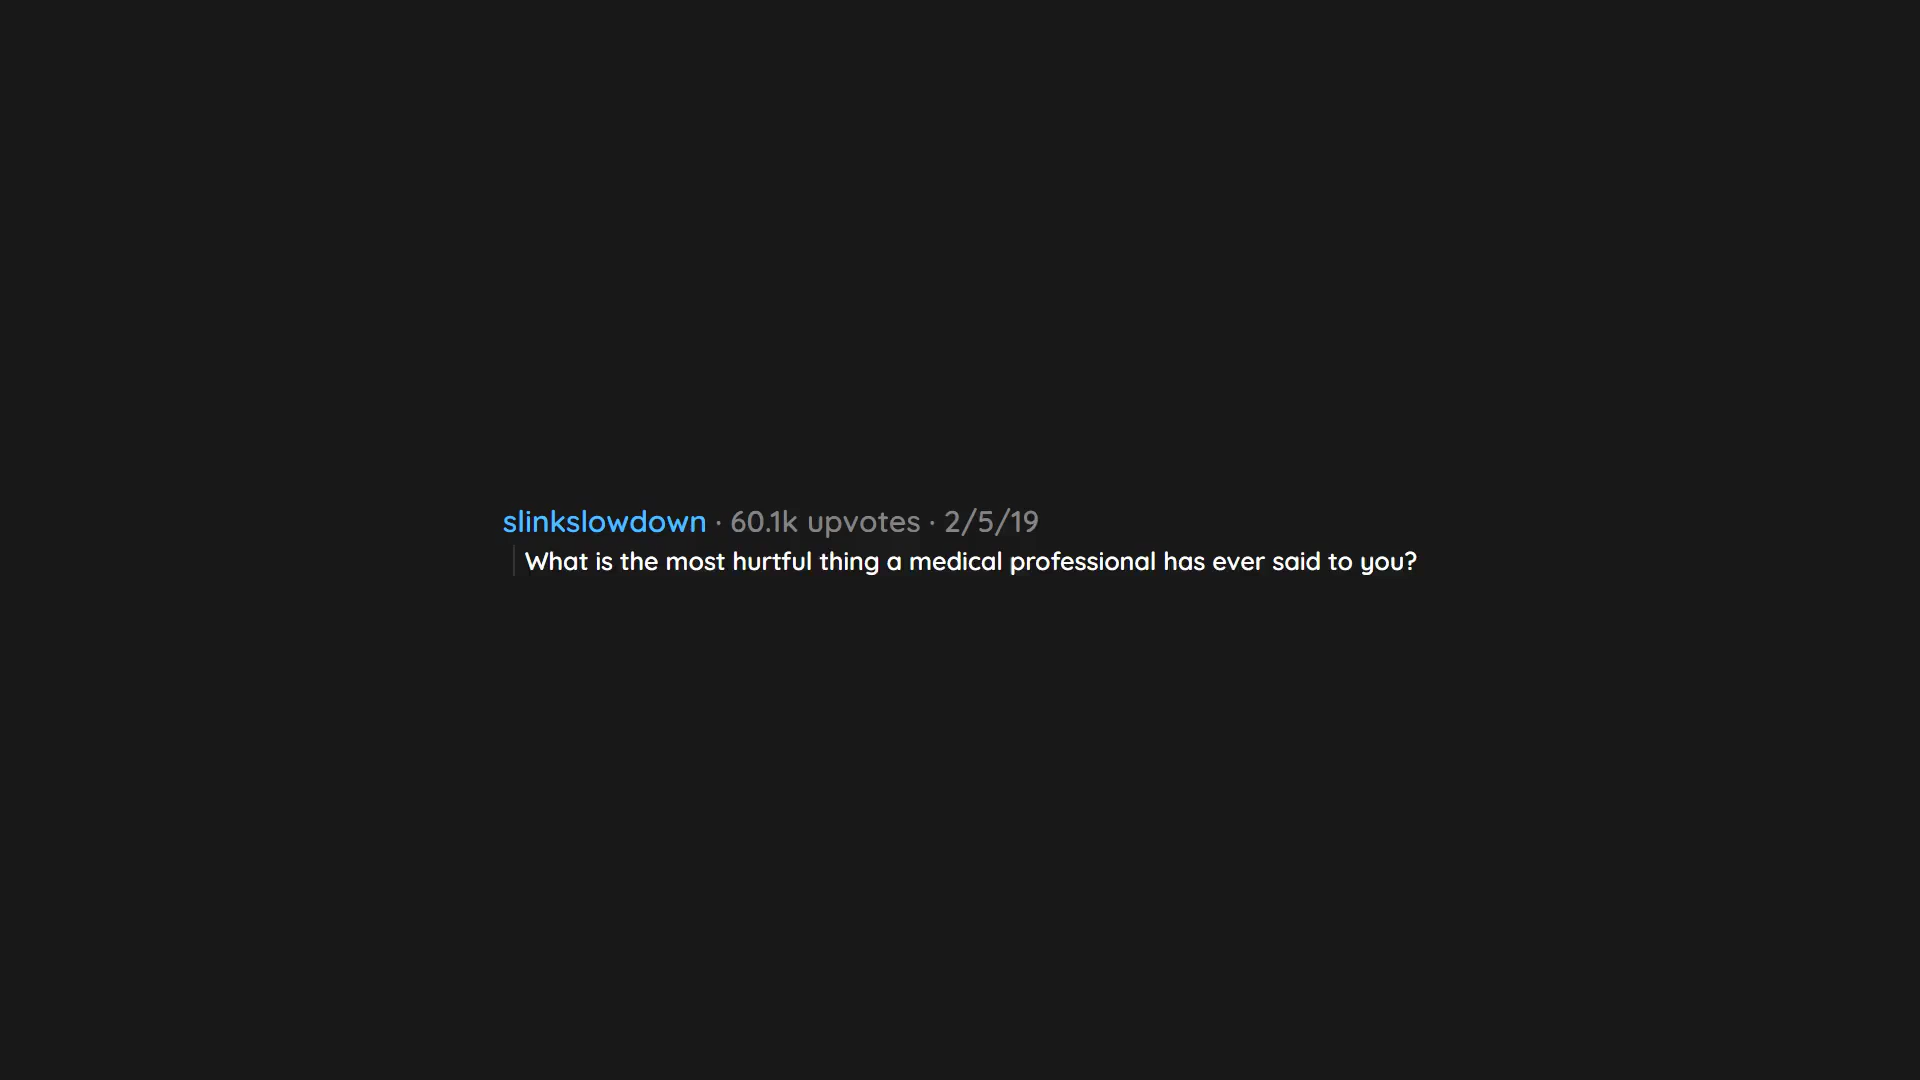 slinkslowdown · 60.1k upvotes · 2/5/19
What is the most hurtful thing a medical professional has ever said to you?